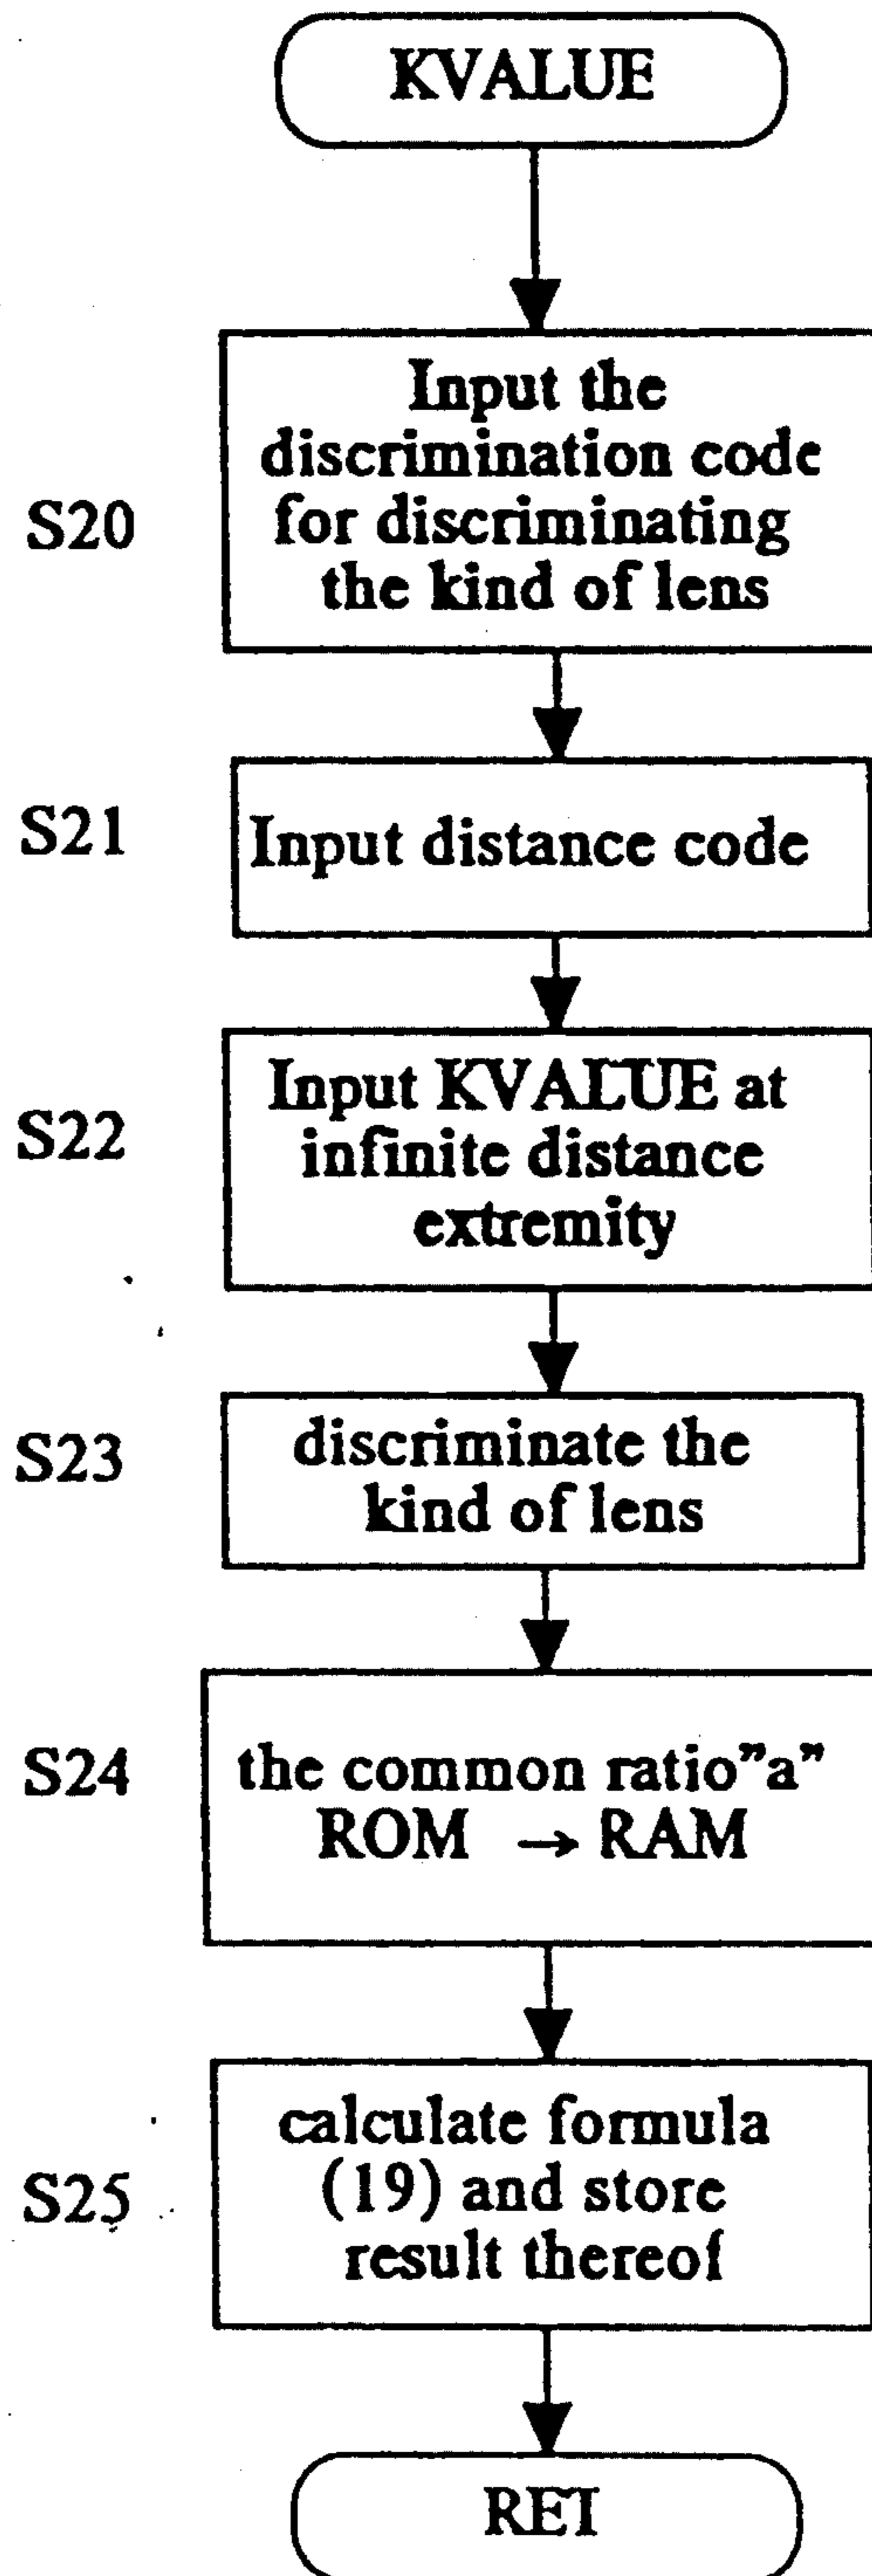 KVALUE
S20
Input the
discrimination code
for discriminating
the kind of lens
S21
Input distance code
S22
Input KVALUE at
infinite distance
extremity
S23
discriminate the
kind of lens
S24
the common ratio”a”
ROM → RAM
S25
calculate formula
(19) and store
result thereof
RET